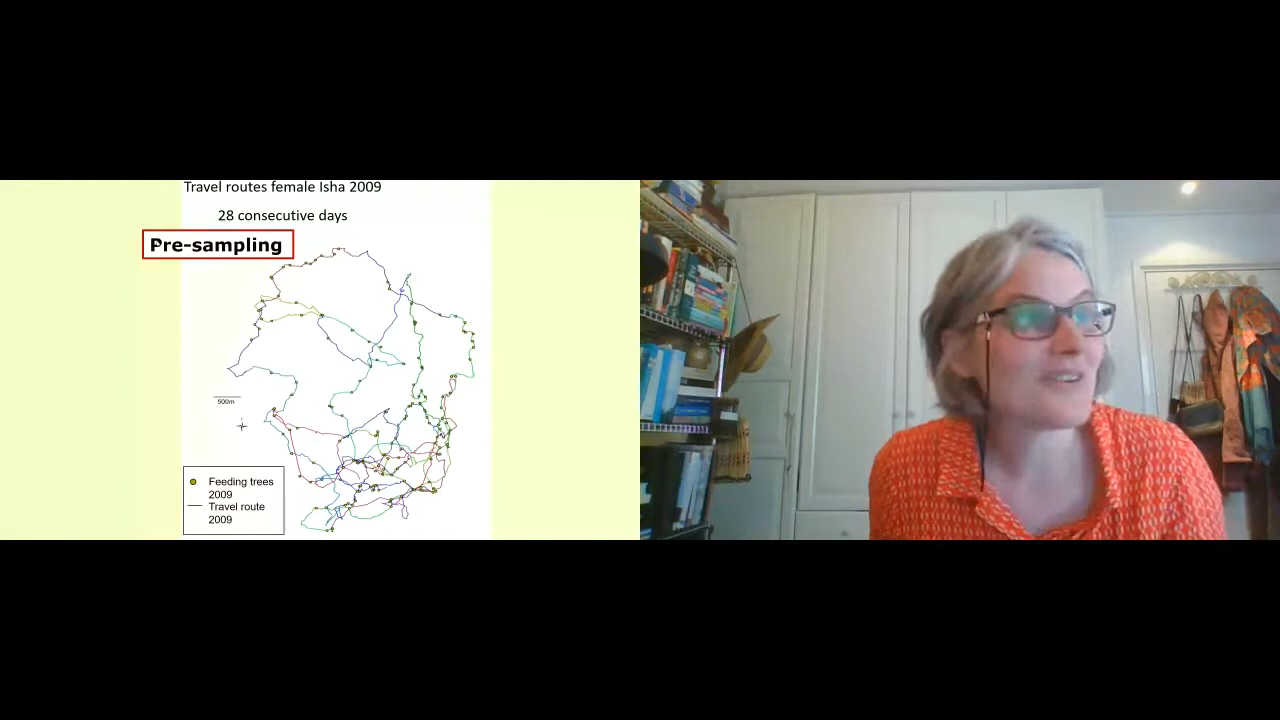 Travel routes female Isha 2009
28 consecutive days
Pre-sampling
500m
Feeding trees
2009
Travel route
2009